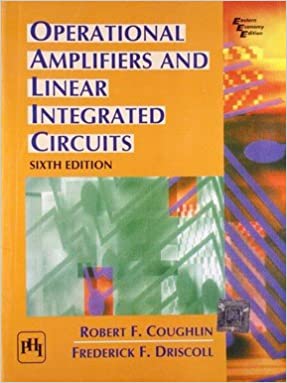 Eastern
Economy
Edition
OPERATIONAL
AMPLIFIERS AND
LINEAR
INTEGRATED
CIRCUITS
SIXTH EDITION
ROBERT F. COUGHLIN
FREDERICK F. DRISCOLL
PHI